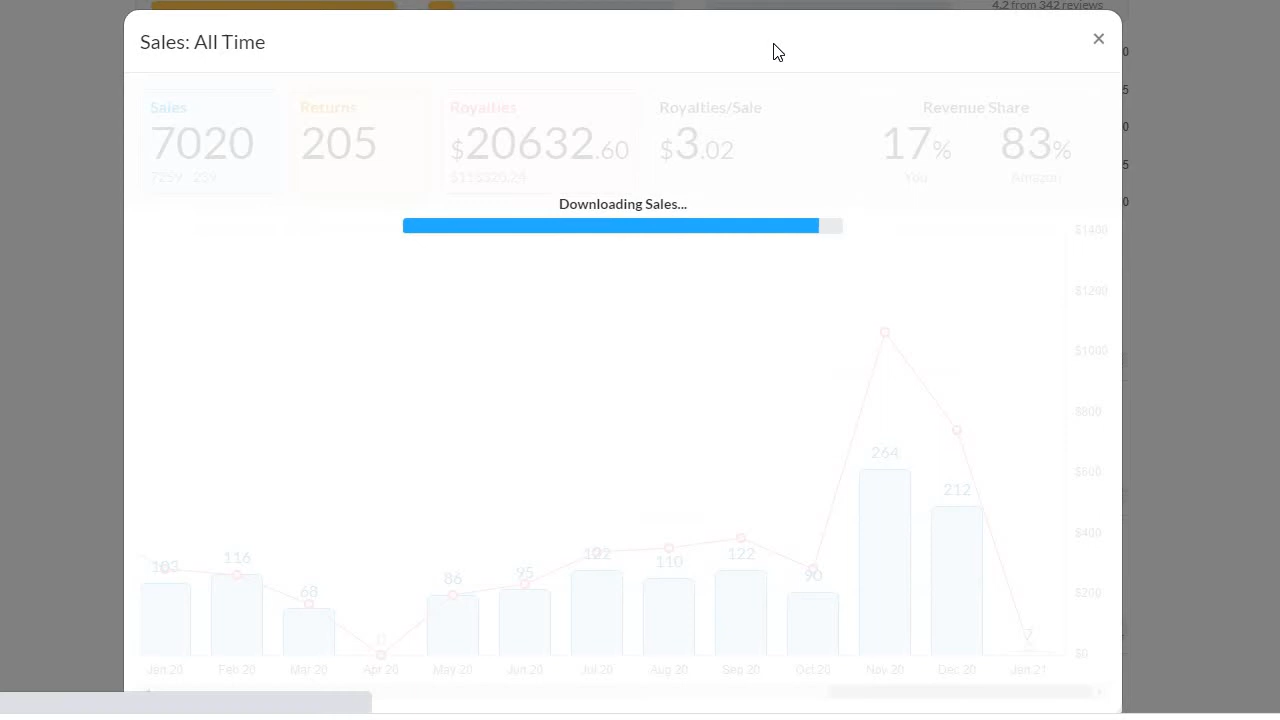 4.2 from 342 reviews
Sales: All Time
×
Sales Returns Royalties Royalties/Sale Revenue Share
7020 205 $20632.60 $3.02 17% 83%
You Amazon
Downloading Sales...
$1400
$1200
$1000
$800
$600
$400
$200
$0
264
212
103 116 68 0 86 95 122 110 122 90 7
Jan 20 Feb 20 Mar 20 Apr 20 May 20 Jun 20 Jul 20 Aug 20 Sep 20 Oct 20 Nov 20 Dec 20 Jan 21